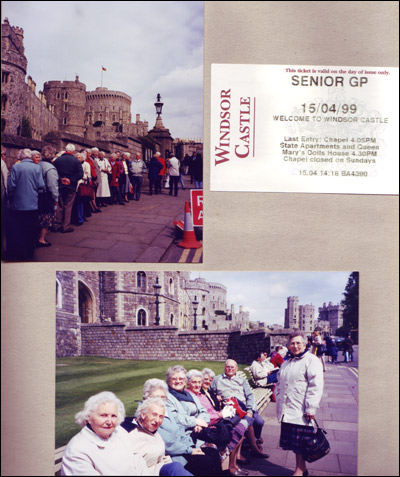 This ticket is valid on the day of issue only.
SENIOR GP
15/04/99
WELCOME TO WINDSOR CASTLE
WINDSOR
CASTLE
Last Entry: Chapel 4.00PM
State Apartments and Queen
Mary's Dolls House 4.30PM
Chapel closed on Sundays
15.04 14:18 BA4390